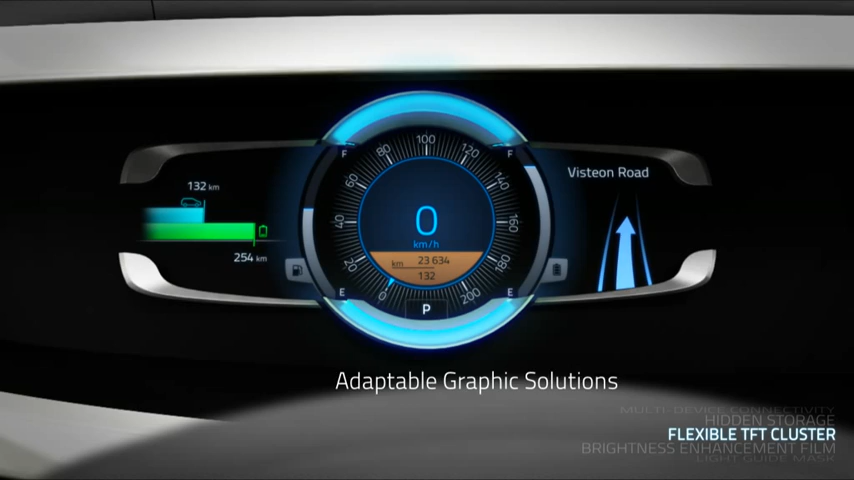 132 km
254 km
F
F
E
E
0
20
40
60
80
100
120
140
160
180
200
0
km/h
km 23 634
132
P
Visteon Road
Adaptable Graphic Solutions
MULTI-DEVICE CONNECTIVITY
HIDDEN STORAGE
FLEXIBLE TFT CLUSTER
BRIGHTNESS ENHANCEMENT FILM
LIGHT GUIDE MASK